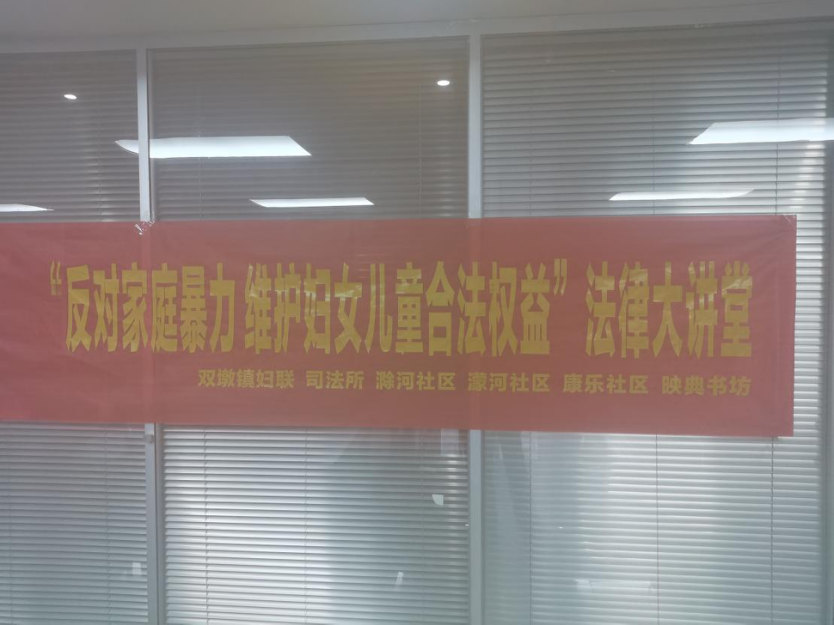 “反对家庭暴力 维护妇女儿童合法权益”法律大讲堂
双墩镇妇联 司法所 滁河社区 濛河社区 康乐社区 映典书坊